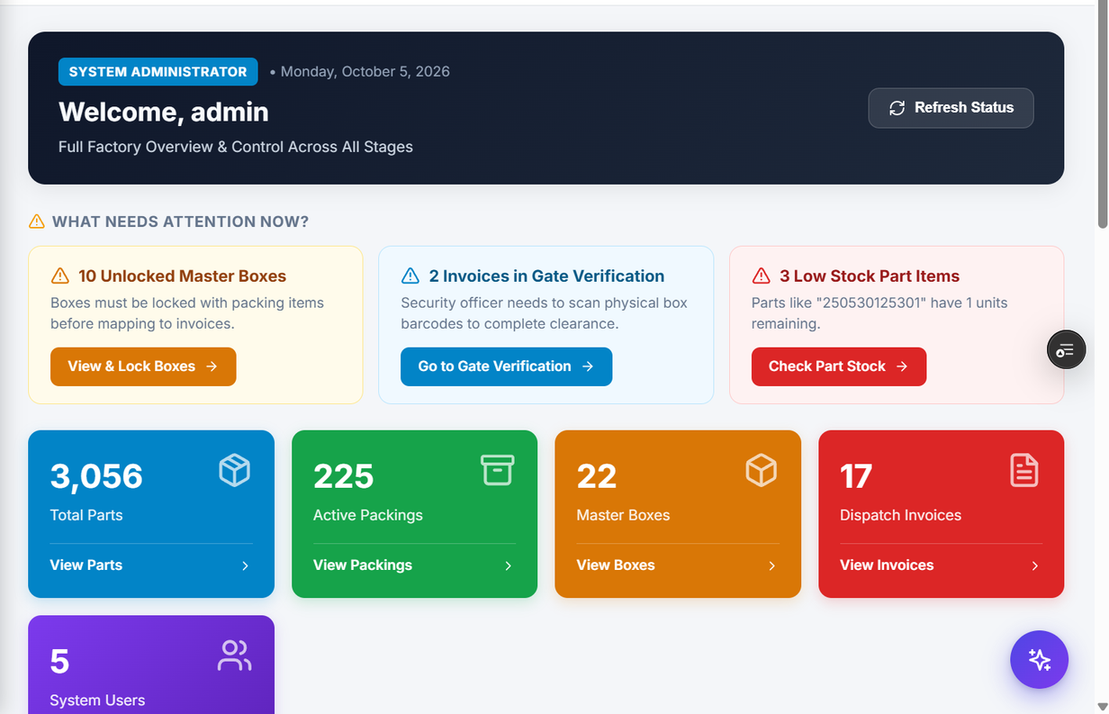 SYSTEM ADMINISTRATOR • Monday, October 5, 2026
Welcome, admin
Full Factory Overview & Control Across All Stages
Refresh Status
WHAT NEEDS ATTENTION NOW?
10 Unlocked Master Boxes
Boxes must be locked with packing items
before mapping to invoices.
View & Lock Boxes →
2 Invoices in Gate Verification
Security officer needs to scan physical box
barcodes to complete clearance.
Go to Gate Verification →
3 Low Stock Part Items
Parts like "250530125301" have 1 units
remaining.
Check Part Stock →
3,056
Total Parts
View Parts
225
Active Packings
View Packings
22
Master Boxes
View Boxes
17
Dispatch Invoices
View Invoices
5
System Users